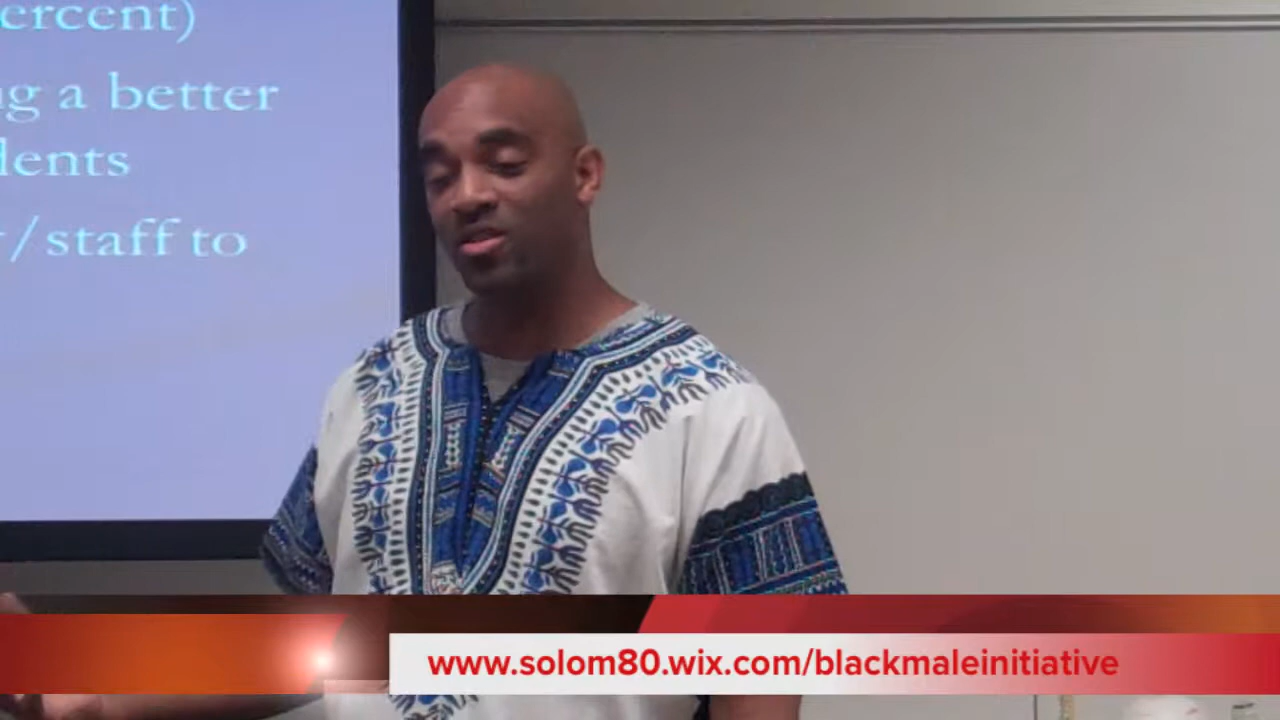 ercent)
g a better
dents
/staff to
www.solom80.wix.com/blackmaleinitiative